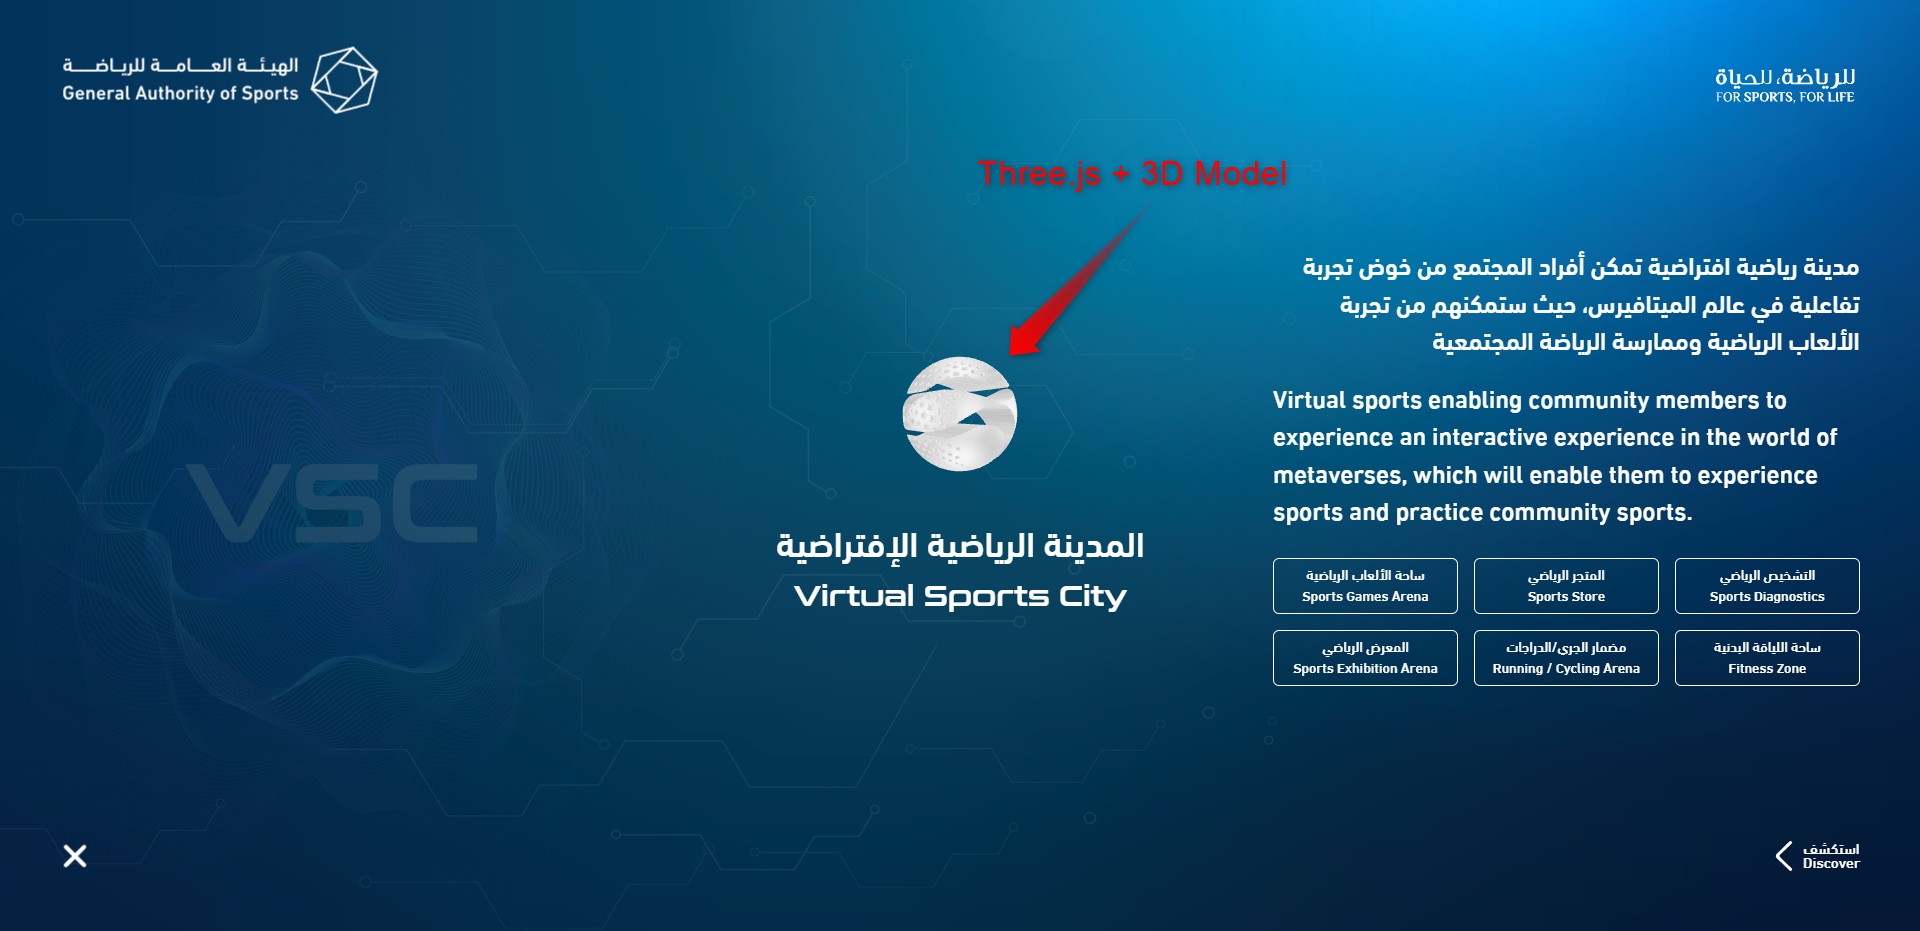 الهيئة العامة للرياضة
General Authority of Sports
للرياضة، للحياة
FOR SPORTS, FOR LIFE
Three.js + 3D Model
مدينة رياضية افتراضية تمكن أفراد المجتمع من خوض تجربة
تفاعلية في عالم الميتافيرس، حيث ستمكنهم من تجربة
الألعاب الرياضية وممارسة الرياضة المجتمعية
Virtual sports enabling community members to
experience an interactive experience in the world of
metaverses, which will enable them to experience
sports and practice community sports.
VSC
المدينة الرياضية الإفتراضية
Virtual Sports City
ساحة الألعاب الرياضية
Sports Games Arena
المتجر الرياضي
Sports Store
التشخيص الرياضي
Sports Diagnostics
المعرض الرياضي
Sports Exhibition Arena
مضمار الجري/الدراجات
Running / Cycling Arena
ساحة اللياقة البدنية
Fitness Zone
استكشف
Discover